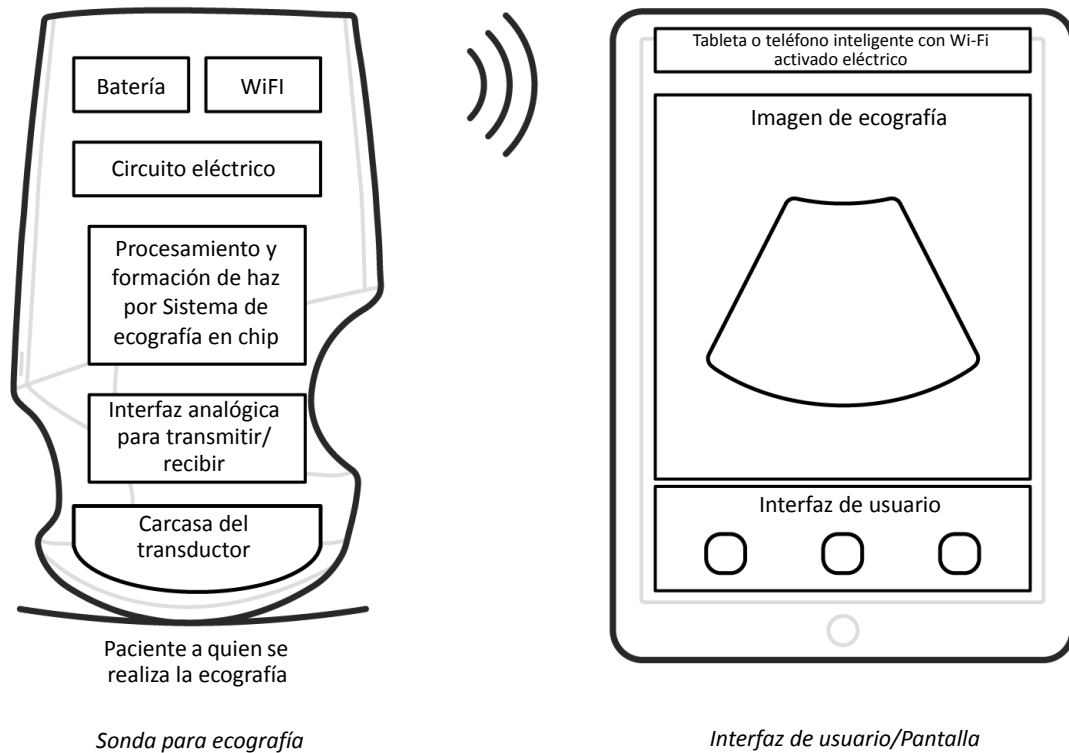 Batería
WiFI
Circuito eléctrico
Procesamiento y
formación de haz
por Sistema de
ecografía en chip
Interfaz analógica
para transmitir/
recibir
Carcasa del
transductor
Paciente a quien se
realiza la ecografía
Sonda para ecografía
Tableta o teléfono inteligente con Wi-Fi
activado eléctrico
Imagen de ecografía
Interfaz de usuario
Interfaz de usuario/Pantalla